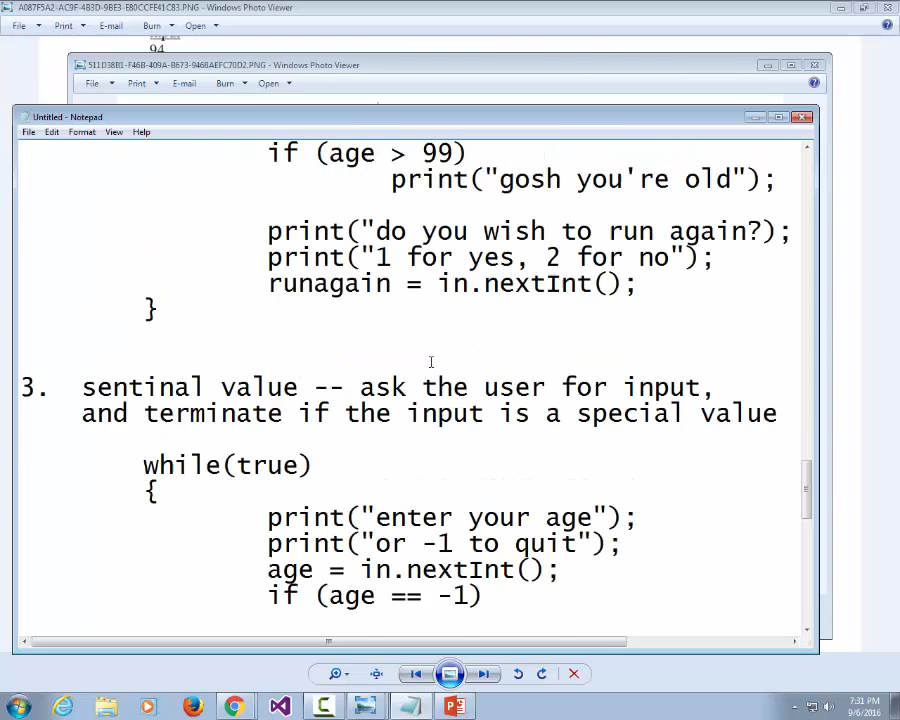 A087F5A2-AC9F-4B3D-9BE3-E80CCFE41C83.PNG - Windows Photo Viewer
File Print E-mail Burn Open
94
511D38B1-F46B-409A-B673-9468AEFC70D2.PNG - Windows Photo Viewer
File Print E-mail Burn Open
Untitled - Notepad
File Edit Format View Help
if (age > 99)
print("gosh you're old");
print("do you wish to run again?);
print("1 for yes, 2 for no");
runagain = in.nextInt();
}
3. sentinal value -- ask the user for input,
and terminate if the input is a special value
while(true)
{
print("enter your age");
print("or -1 to quit");
age = in.nextInt();
if (age == -1)
7:31 PM
9/6/2016